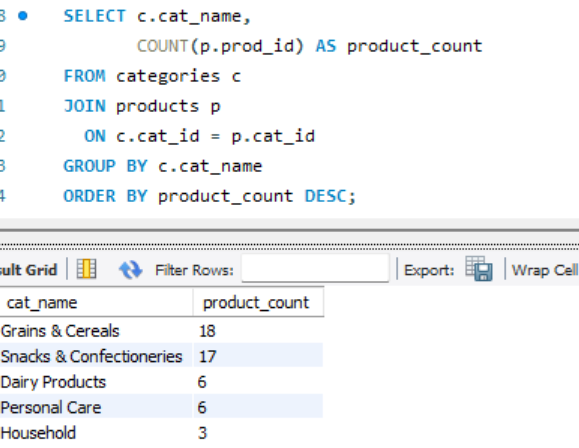 8 SELECT c.cat_name,
9 COUNT(p.prod_id) AS product_count
0 FROM categories c
1 JOIN products p
2 ON c.cat_id = p.cat_id
3 GROUP BY c.cat_name
4 ORDER BY product_count DESC;
sult Grid Filter Rows: Export: Wrap Cell
cat_name product_count
Grains & Cereals 18
Snacks & Confectioneries 17
Dairy Products 6
Personal Care 6
Household 3